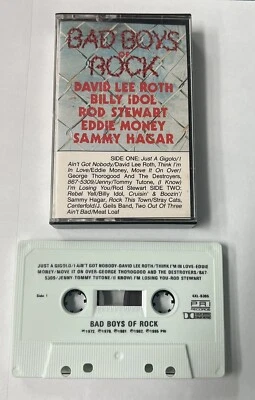 BAD BOYS
OF
ROCK
DAVID LEE ROTH
BILLY IDOL
ROD STEWART
EDDIE MONEY
SAMMY HAGAR
SIDE ONE: Just A Gigolo/I
Ain't Got Nobody/David Lee Roth, Think I'm
In Love/Eddie Money, Move It On Over/
George Thorogood And The Destroyers,
867-5309/Jenny/Tommy Tutone, (I Know)
I'm Losing You/Rod Stewart SIDE TWO:
Rebel Yell/Billy Idol, Cruisin' & Boozin'/
Sammy Hagar, Rock This Town/Stray Cats,
Centerfold/J. Geils Band, Two Out Of Three
Ain't Bad/Meat Loaf
JUST A GIGOLO/I AIN'T GOT NOBODY-DAVID LEE ROTH/THINK I'M IN LOVE-EDDIE
MONEY/MOVE IT ON OVER-GEORGE THOROGOOD AND THE DESTROYERS/867
5309/JENNY-TOMMY TUTONE/(I KNOW) I'M LOSING YOU-ROD STEWART
Side 1
BAD BOYS OF ROCK